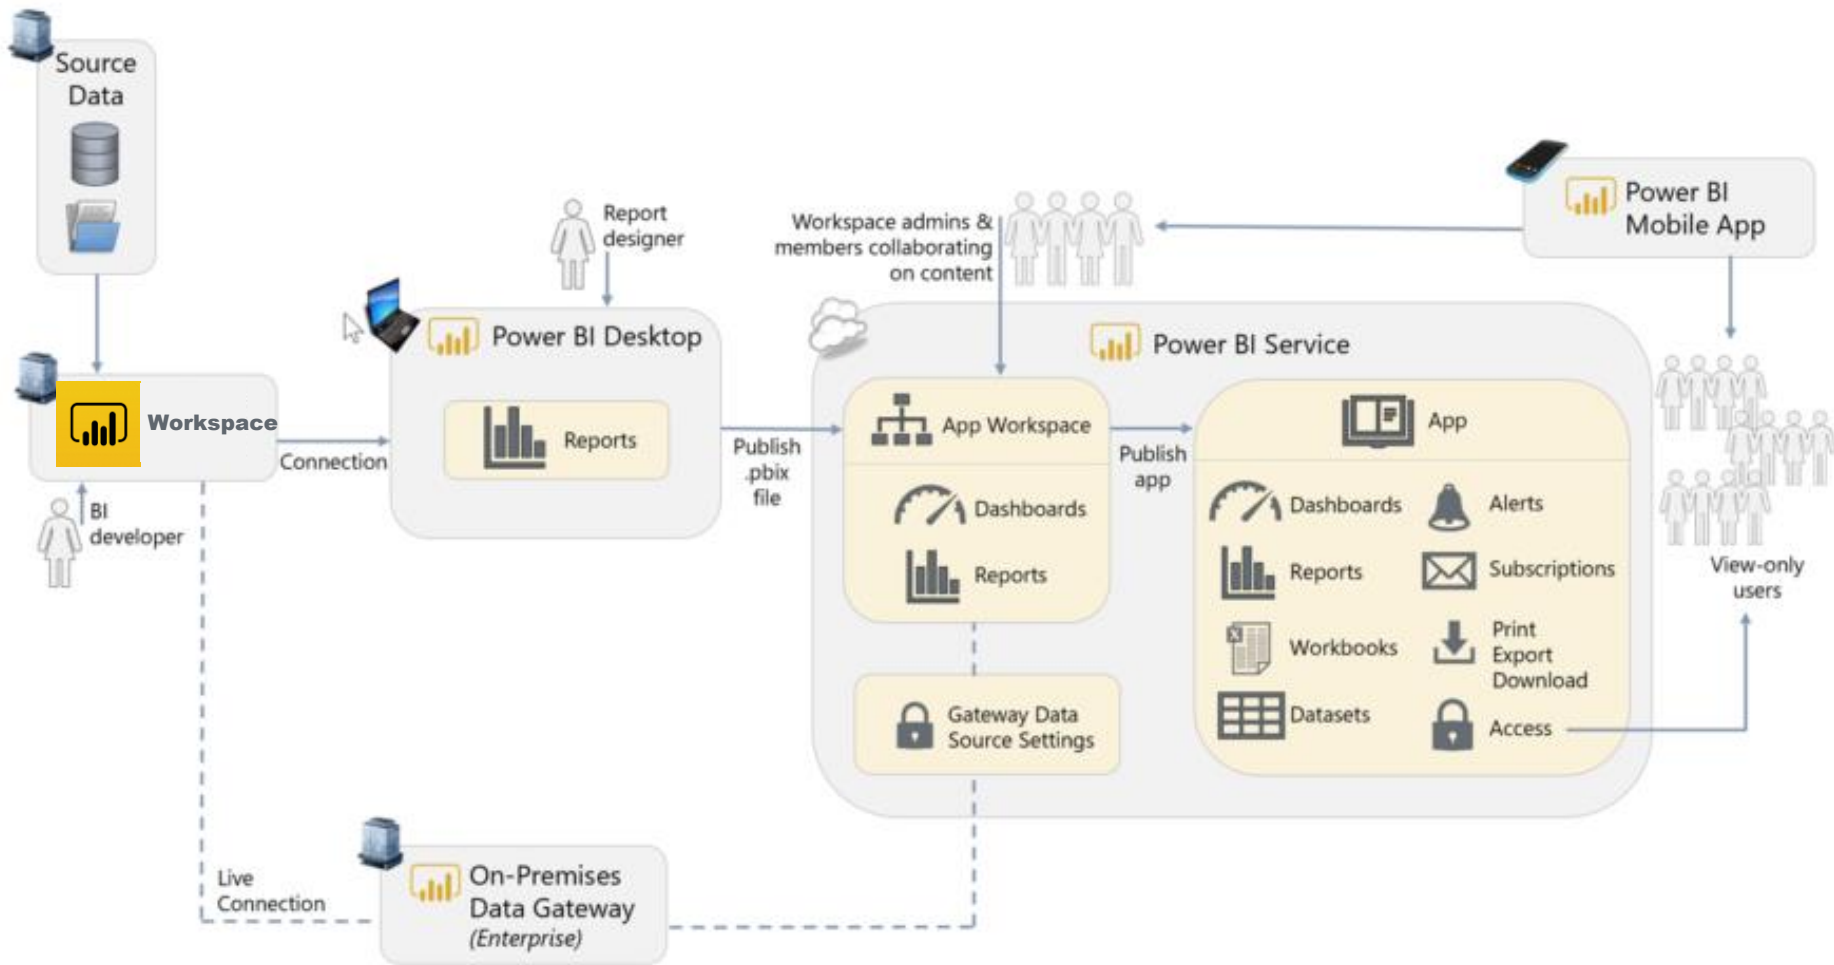 Source
Data
Workspace
BI
developer
Connection
Report
designer
Power BI Desktop
Reports
Publish
.pbix
file
Workspace admins &
members collaborating
on content
Power BI
Mobile App
Power BI Service
App Workspace
Dashboards
Reports
Publish
app
App
Dashboards
Reports
Workbooks
Datasets
Alerts
Subscriptions
Print
Export
Download
Access
View-only
users
Gateway Data
Source Settings
Live
Connection
On-Premises
Data Gateway
(Enterprise)